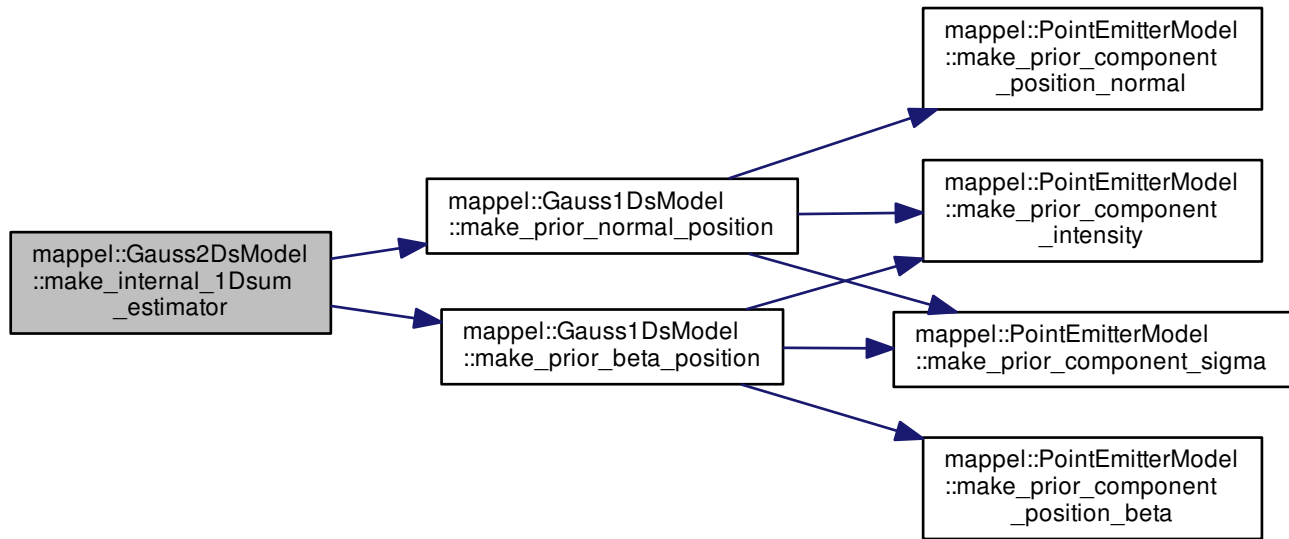 mappel::Gauss2DsModel
::make_internal_1Dsum
_estimator
mappel::Gauss1DsModel
::make_prior_normal_position
mappel::Gauss1DsModel
::make_prior_beta_position
mappel::PointEmitterModel
::make_prior_component
_position_normal
mappel::PointEmitterModel
::make_prior_component
_intensity
mappel::PointEmitterModel
::make_prior_component_sigma
mappel::PointEmitterModel
::make_prior_component
_position_beta